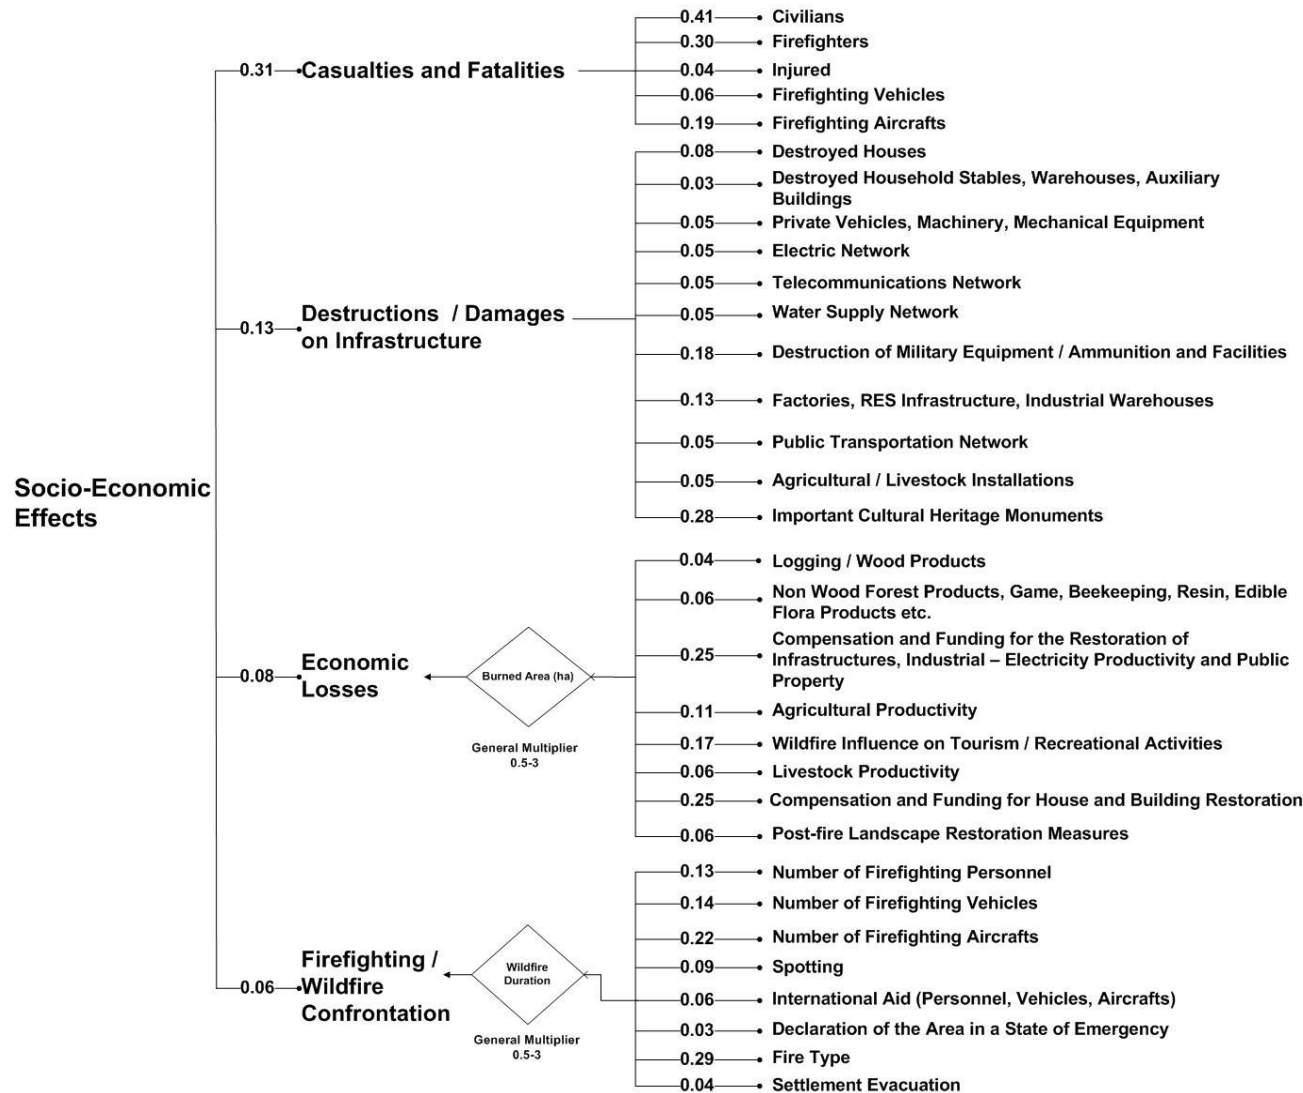 Socio-Economic
Effects
0.31
Casualties and Fatalities
0.41 Civilians
0.30 Firefighters
0.04 Injured
0.06 Firefighting Vehicles
0.19 Firefighting Aircrafts
0.13
Destructions / Damages
on Infrastructure
0.08 Destroyed Houses
0.03 Destroyed Household Stables, Warehouses, Auxiliary
Buildings
0.05 Private Vehicles, Machinery, Mechanical Equipment
0.05 Electric Network
0.05 Telecommunications Network
0.05 Water Supply Network
0.18 Destruction of Military Equipment / Ammunition and Facilities
0.13 Factories, RES Infrastructure, Industrial Warehouses
0.05 Public Transportation Network
0.05 Agricultural / Livestock Installations
0.28 Important Cultural Heritage Monuments
0.08
Economic
Losses
Burned Area (ha)
General Multiplier
0.5-3
0.04 Logging / Wood Products
0.06 Non Wood Forest Products, Game, Beekeeping, Resin, Edible
Flora Products etc.
0.25 Compensation and Funding for the Restoration of
Infrastructures, Industrial – Electricity Productivity and Public
Property
0.11 Agricultural Productivity
0.17 Wildfire Influence on Tourism / Recreational Activities
0.06 Livestock Productivity
0.25 Compensation and Funding for House and Building Restoration
0.06 Post-fire Landscape Restoration Measures
0.06
Firefighting /
Wildfire
Confrontation
Wildfire
Duration
General Multiplier
0.5-3
0.13 Number of Firefighting Personnel
0.14 Number of Firefighting Vehicles
0.22 Number of Firefighting Aircrafts
0.09 Spotting
0.06 International Aid (Personnel, Vehicles, Aircrafts)
0.03 Declaration of the Area in a State of Emergency
0.29 Fire Type
0.04 Settlement Evacuation